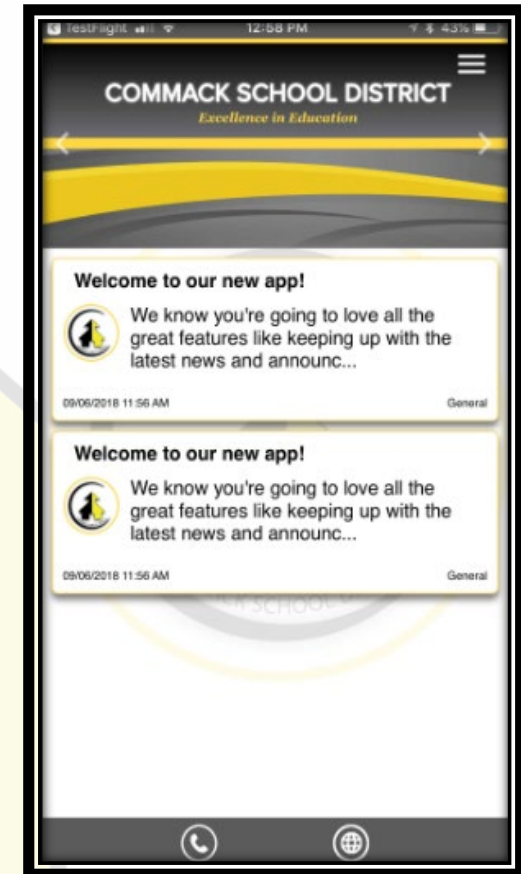 TestFlight 12:58 PM 43%
COMMACK SCHOOL DISTRICT
Excellence in Education
Welcome to our new app!
We know you're going to love all the
great features like keeping up with the
latest news and announc...
09/06/2018 11:56 AM General
Welcome to our new app!
We know you're going to love all the
great features like keeping up with the
latest news and announc...
09/06/2018 11:56 AM General
CK SCHOOL D